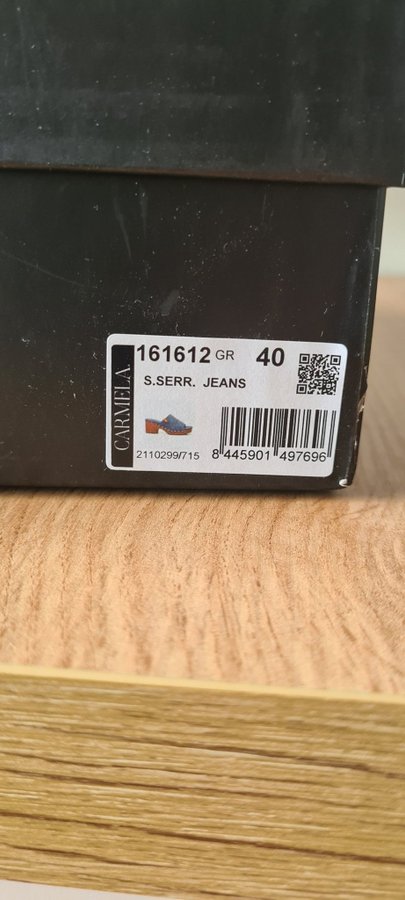 CARMELA.
161612 GR 40
S.SERR. JEANS
2110299/715
8 445901 497696